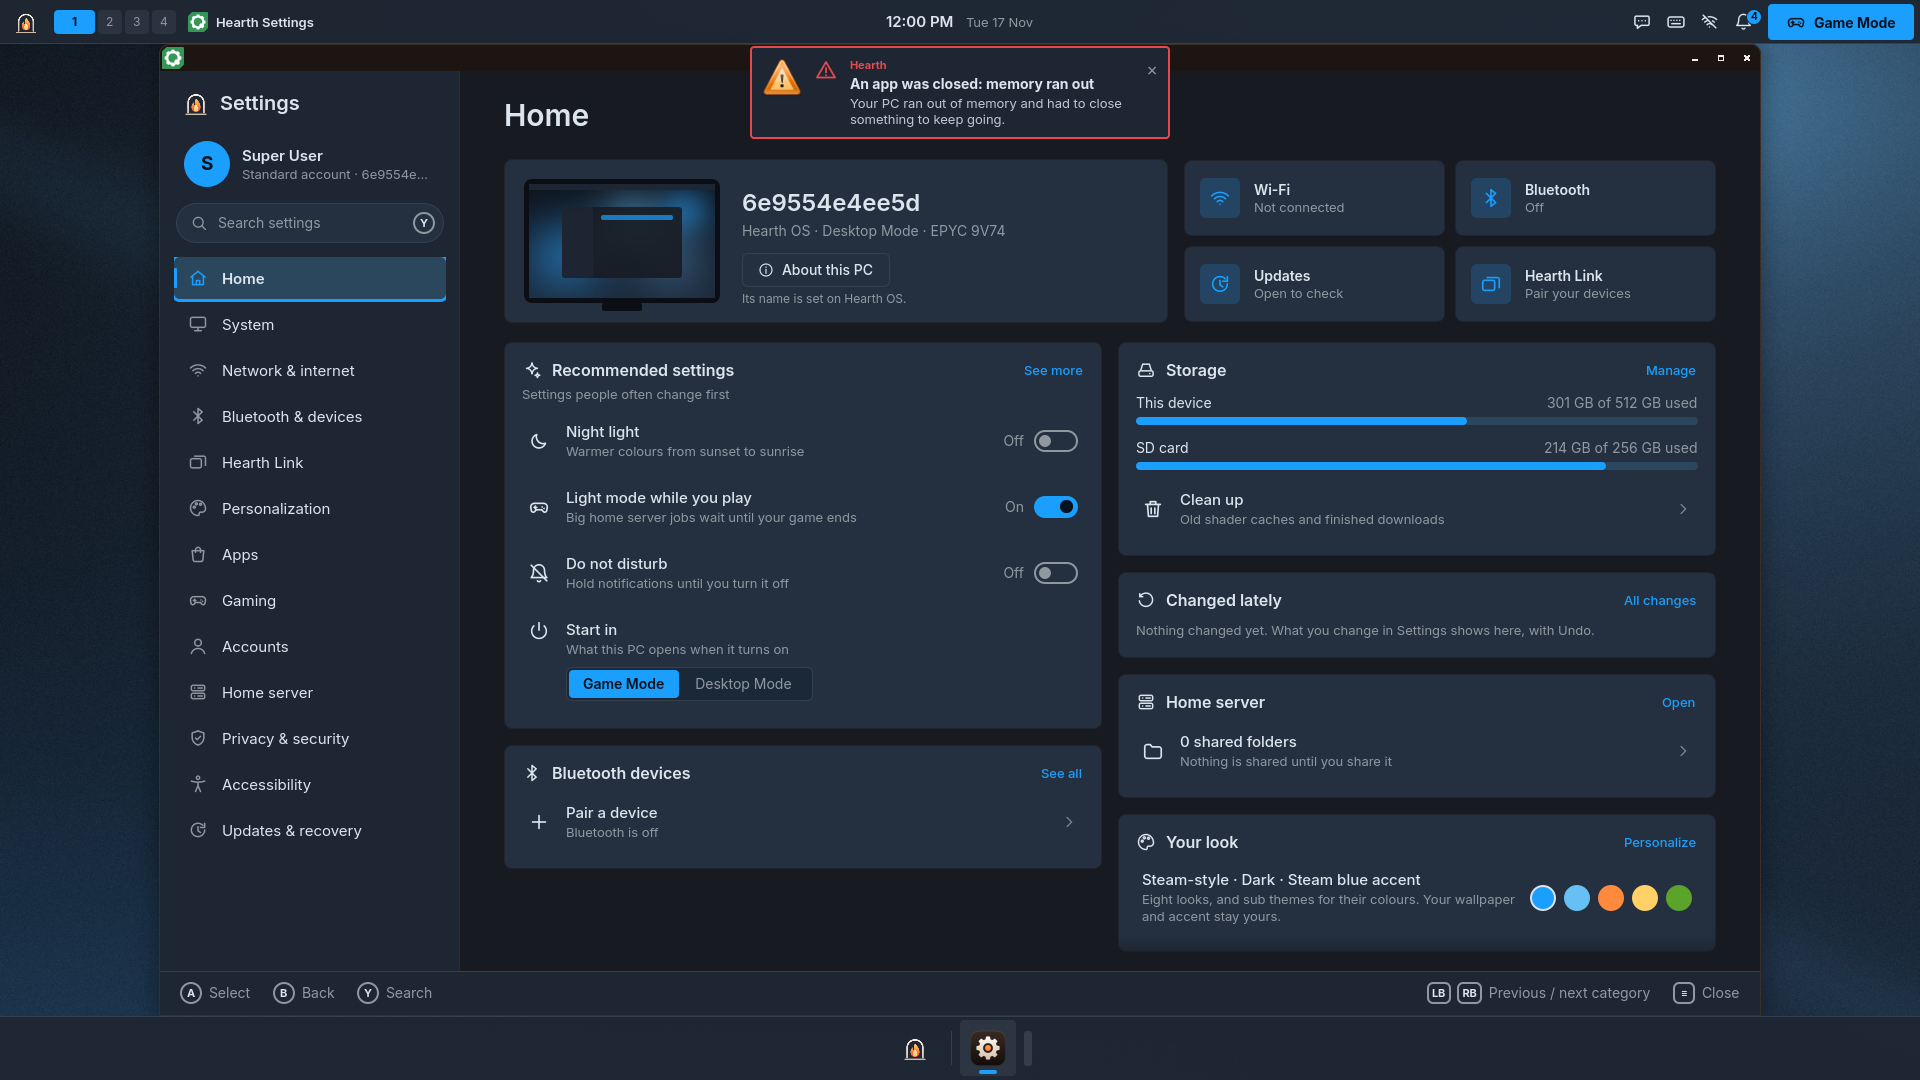 1 2 3 4 Hearth Settings
12:00 PM Tue 17 Nov
4
Game Mode
Hearth
An app was closed: memory ran out
Your PC ran out of memory and had to close
something to keep going.
Settings
S
Super User
Standard account · 6e9554e...
Search settings
Y
Home
System
Network & internet
Bluetooth & devices
Hearth Link
Personalization
Apps
Gaming
Accounts
Home server
Privacy & security
Accessibility
Updates & recovery
Home
6e9554e4ee5d
Hearth OS · Desktop Mode · EPYC 9V74
About this PC
Its name is set on Hearth OS.
Wi-Fi
Not connected
Bluetooth
Off
Updates
Open to check
Hearth Link
Pair your devices
Recommended settings
See more
Settings people often change first
Night light
Warmer colours from sunset to sunrise
Off
Light mode while you play
Big home server jobs wait until your game ends
On
Do not disturb
Hold notifications until you turn it off
Off
Start in
What this PC opens when it turns on
Game Mode Desktop Mode
Bluetooth devices
See all
Pair a device
Bluetooth is off
Storage
Manage
This device
301 GB of 512 GB used
SD card
214 GB of 256 GB used
Clean up
Old shader caches and finished downloads
Changed lately
All changes
Nothing changed yet. What you change in Settings shows here, with Undo.
Home server
Open
0 shared folders
Nothing is shared until you share it
Your look
Personalize
Steam-style · Dark · Steam blue accent
Eight looks, and sub themes for their colours. Your wallpaper
and accent stay yours.
A Select B Back Y Search
LB RB Previous / next category Close